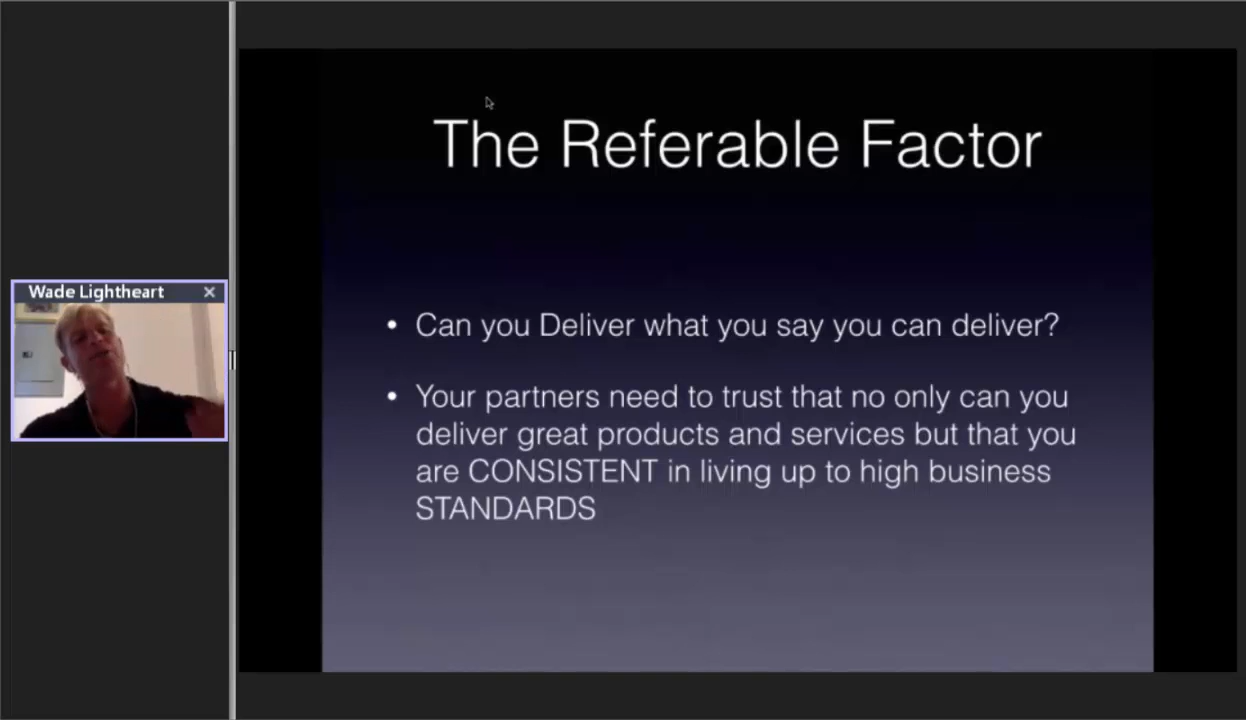 The Referable Factor
Wade Lightheart
• Can you Deliver what you say you can deliver?
• Your partners need to trust that no only can you
deliver great products and services but that you
are CONSISTENT in living up to high business
STANDARDS